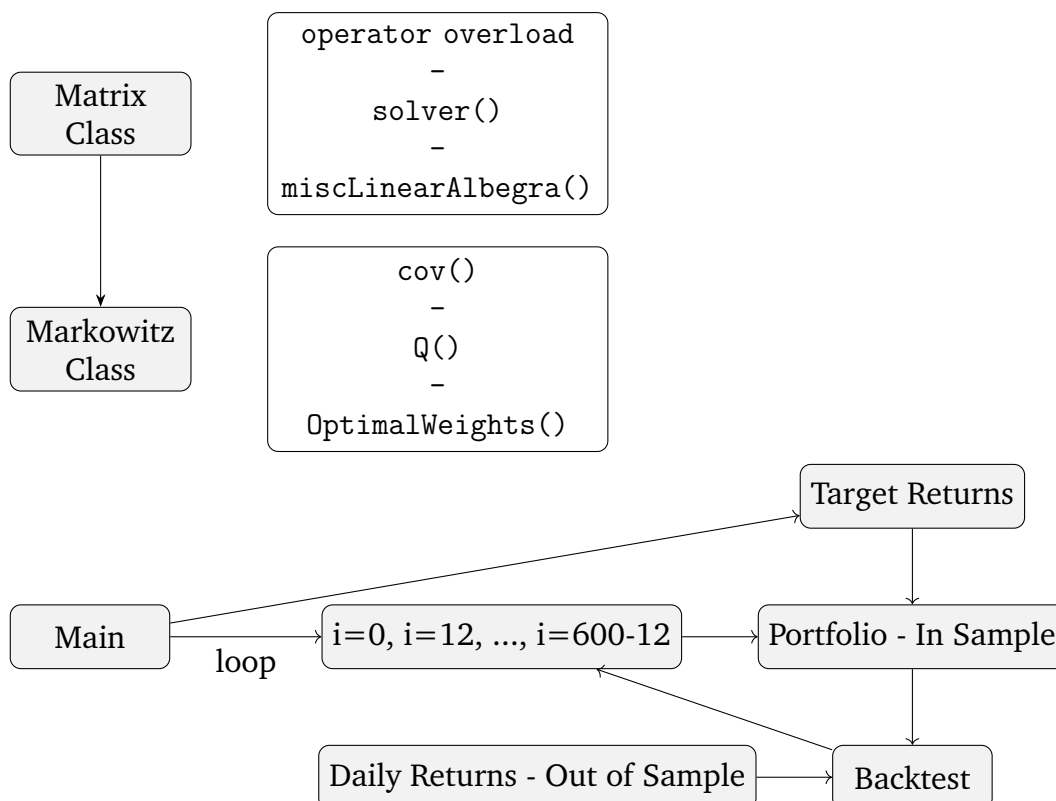 Matrix
Class
operator overload
–
solver()
–
miscLinearAlbegra()
Markowitz
Class
cov()
–
Q()
–
OptimalWeights()
Target Returns
Main
loop
i=0, i=12, ..., i=600-12
Portfolio - In Sample
Daily Returns - Out of Sample
Backtest